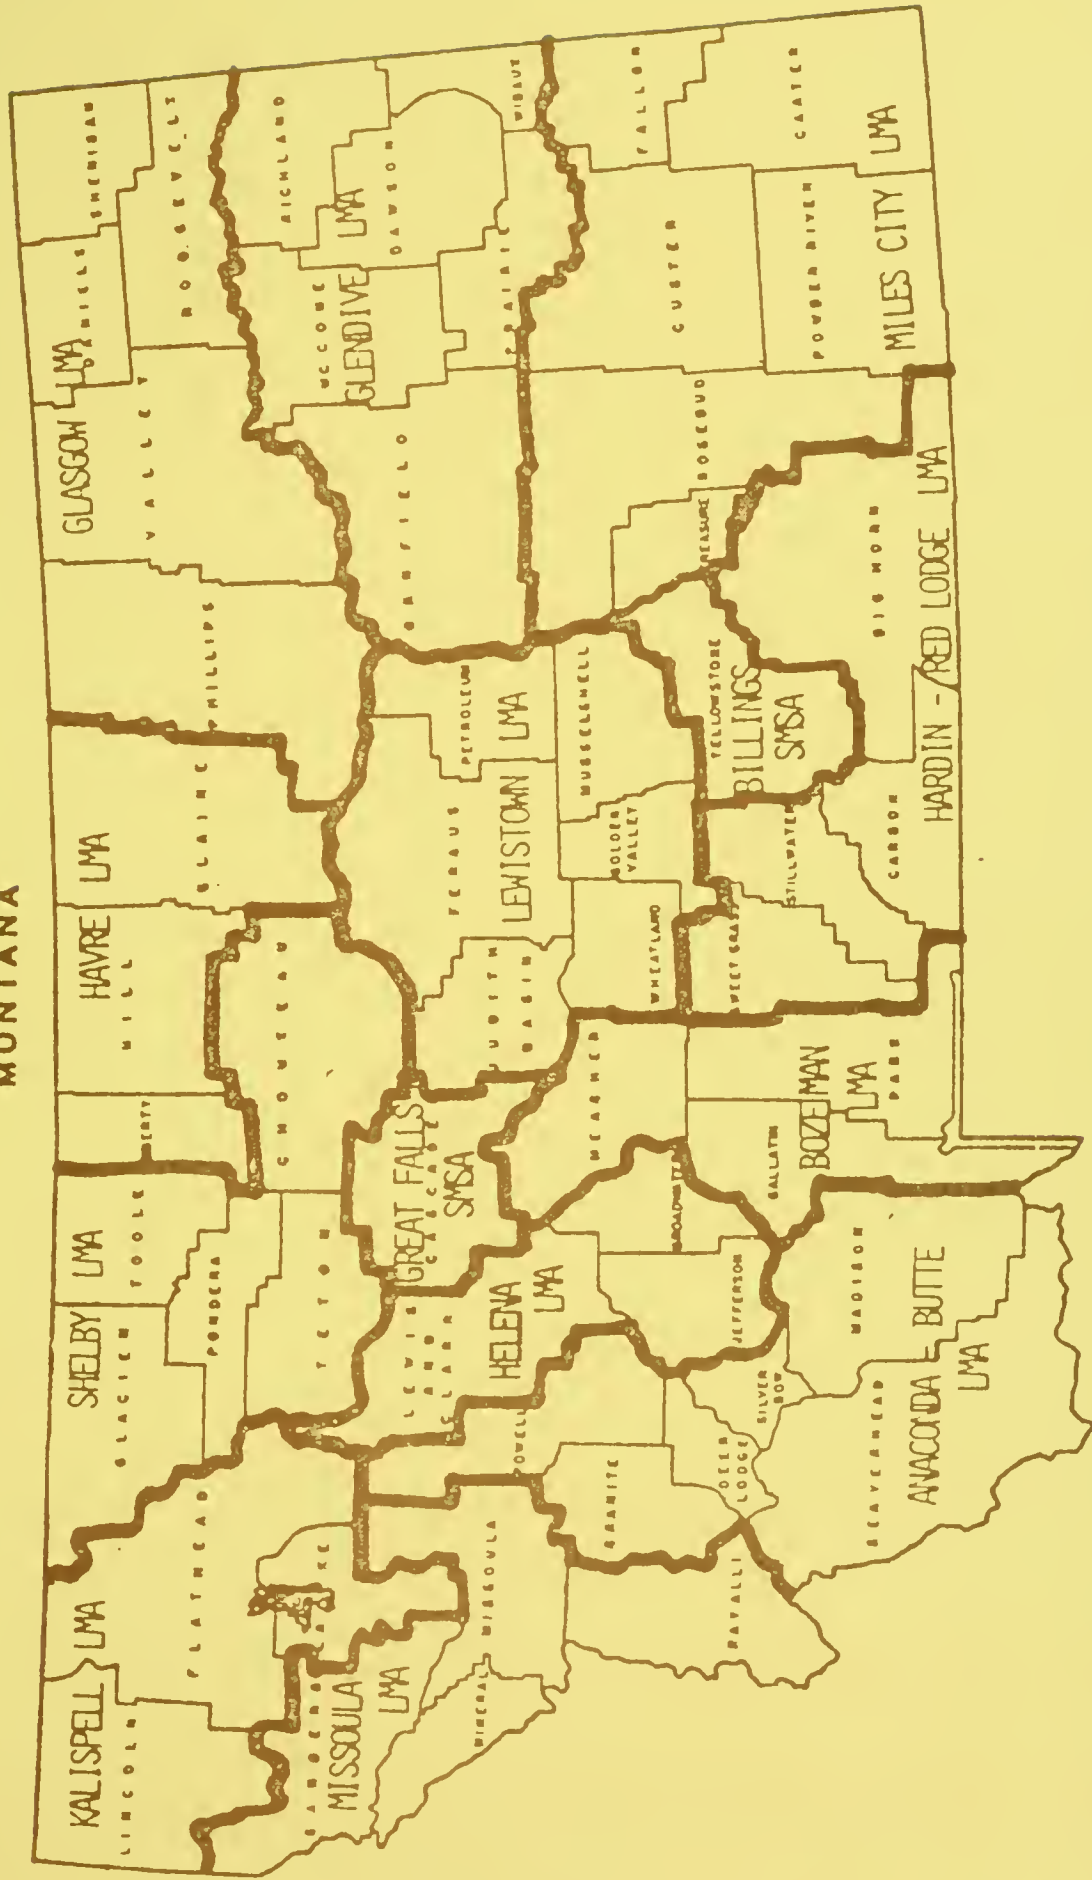 MONTANA
KALISPELL LMA
LINCOLN
FLATHEAD
SHELBY LMA
GLACIER
TOOLE
PONDERA
TETON
HAVRE LMA
HILL
BLAINE
CHOUTEAU
PHILLIPS
GLASGOW LMA
VALLEY
DANIELS
SHERIDAN
ROOSEVELT
RICHLAND
MCCONE
GLENDIVE LMA
DAWSON
GARFIELD
PRAIRIE
WIBAUX
SANDERS
MISSOULA LMA
LAKE
MINERAL
MISSOULA
RAVALLI
POWELL
GRANITE
LEWIS
AND
CLARK
HELENA LMA
GREAT FALLS
CASCADE
SMSA
JUDITH
BASIN
FERGUS
LEWISTOWN LMA
PETROLEUM
MEAGHER
WHEATLAND
GOLDEN
VALLEY
MUSSELSHELL
BROADWATER
JEFFERSON
DEER
LODGE
SILVER
BOW
BEAVERHEAD
MADISON
ANACONDA BUTTE
LMA
GALLATIN
BOZEMAN
LMA
PARK
SWEET GRASS
STILLWATER
CARBON
YELLOWSTONE
BILLINGS
SMSA
TREASURE
ROSEBUD
BIG HORN
HARDIN - RED LODGE LMA
CUSTER
FALLON
POWDER RIVER
CARTER
MILES CITY LMA